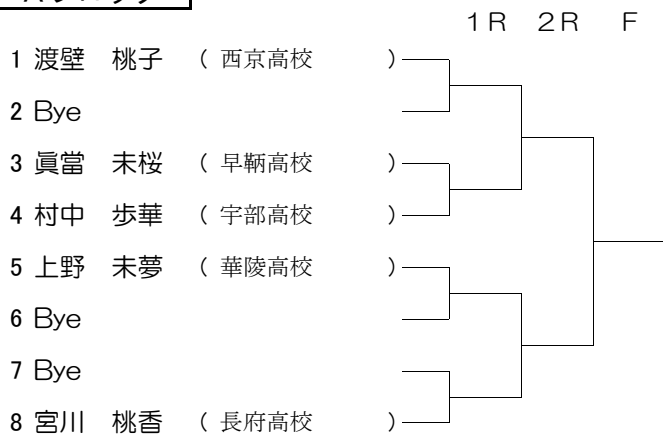 1R 2R F
1 渡壁 桃子 ( 西京高校 )
2 Bye
3 眞當 未桜 ( 早鞆高校 )
4 村中 歩華 ( 宇部高校 )
5 上野 未夢 ( 華陵高校 )
6 Bye
7 Bye
8 宮川 桃香 ( 長府高校 )